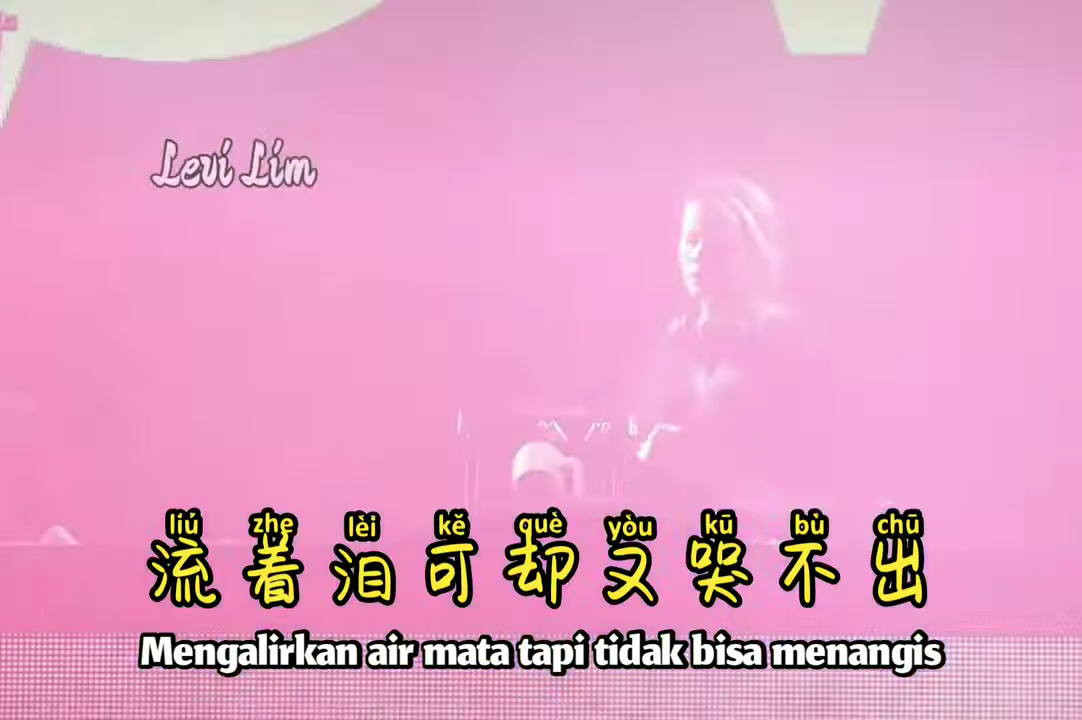 Levi Lim
liú zhe lèi kě què yòu kū bù chū
流着泪可却又哭不出
Mengalirkan air mata tapi tidak bisa menangis